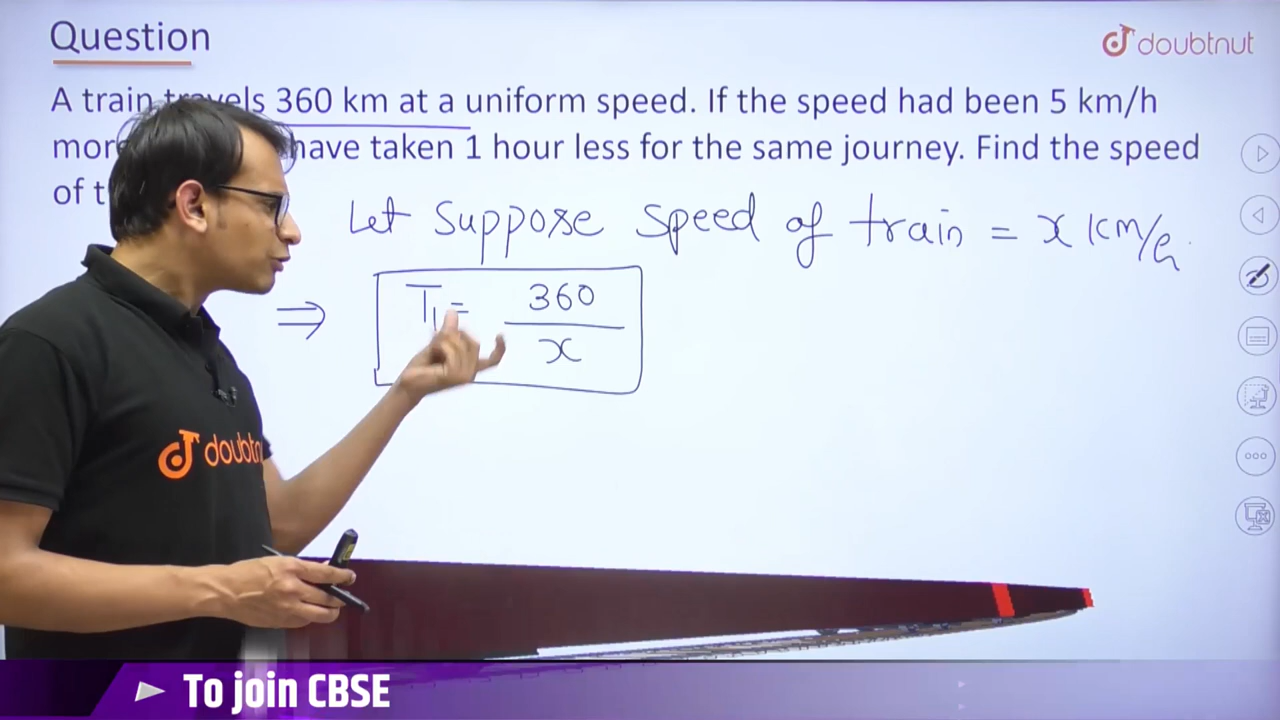 Question
doubtnut
A train travels 360 km at a uniform speed. If the speed had been 5 km/h
more have taken 1 hour less for the same journey. Find the speed
of t
Let suppose speed of train = x km/h.
⇒ T₁ = 360
x
doubtn
To join CBSE